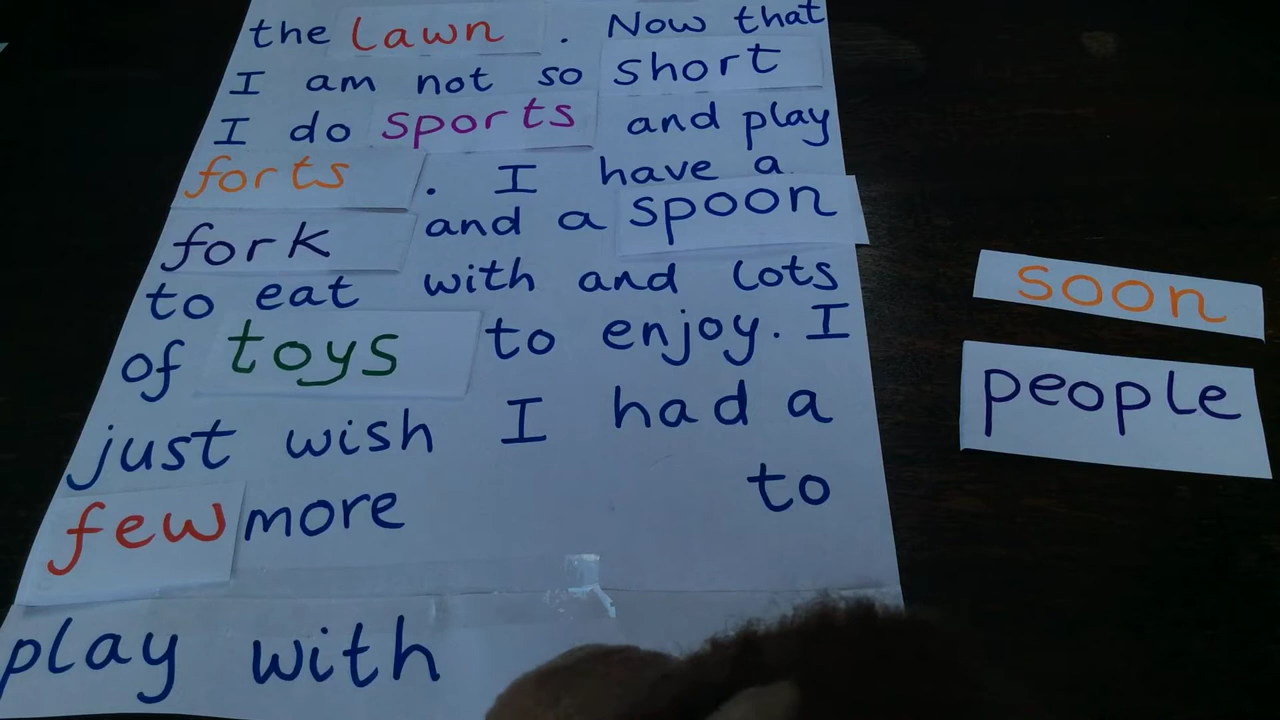 the lawn . Now that
I am not so short
I do sports and play
forts . I have a
fork and a spoon
to eat with and lots
of toys to enjoy. I
just wish I had a
few more to
play with
soon
people